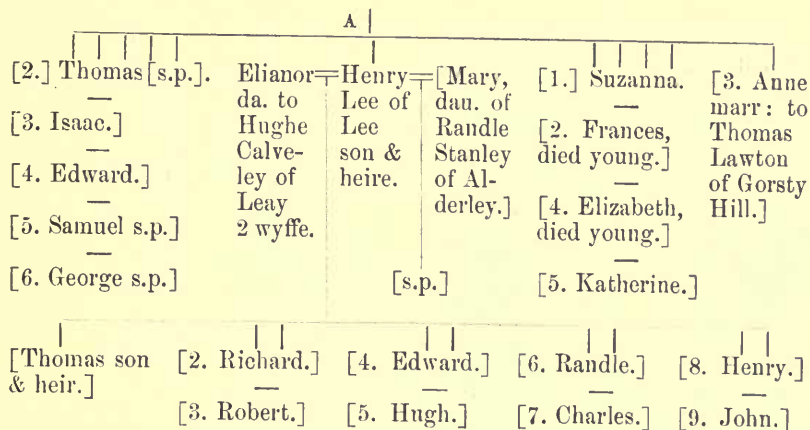 A
[2.] Thomas [s.p.].
—
[3. Isaac.]
—
[4. Edward.]
—
[5. Samuel s.p.]
—
[6. George s.p.]
Elianor
da. to
Hughe
Calve-
ley of
Leay
2 wyffe.
Henry
Lee of
Lee
son &
heire.
[Mary,
dau. of
Randle
Stanley
of Al-
derley.]
[s.p.]
[1.] Suzanna.
—
[2. Frances,
died young.]
—
[4. Elizabeth,
died young.]
—
[5. Katherine.]
[3. Anne
marr: to
Thomas
Lawton
of Gorsty
Hill.]
[Thomas son
& heir.]
[2. Richard.]
—
[3. Robert.]
[4. Edward.]
—
[5. Hugh.]
[6. Randle.]
—
[7. Charles.]
[8. Henry.]
—
[9. John.]